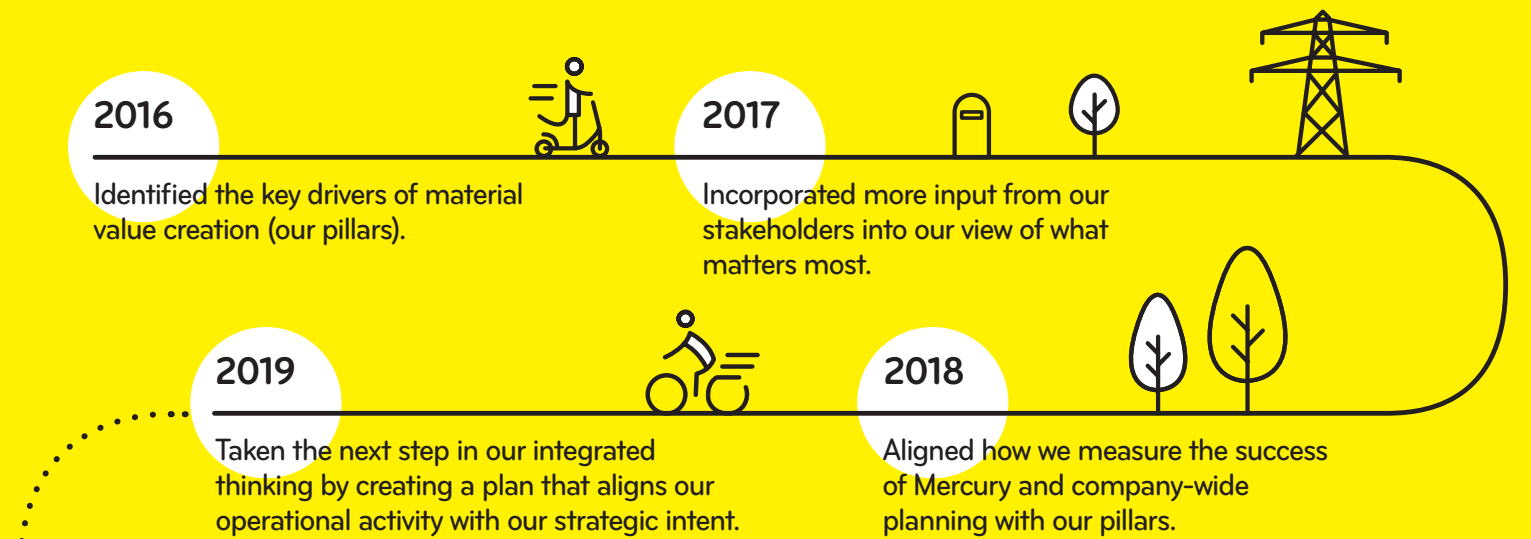 2016
Identified the key drivers of material
value creation (our pillars).
2017
Incorporated more input from our
stakeholders into our view of what
matters most.
2018
Aligned how we measure the success
of Mercury and company-wide
planning with our pillars.
2019
Taken the next step in our integrated
thinking by creating a plan that aligns our
operational activity with our strategic intent.